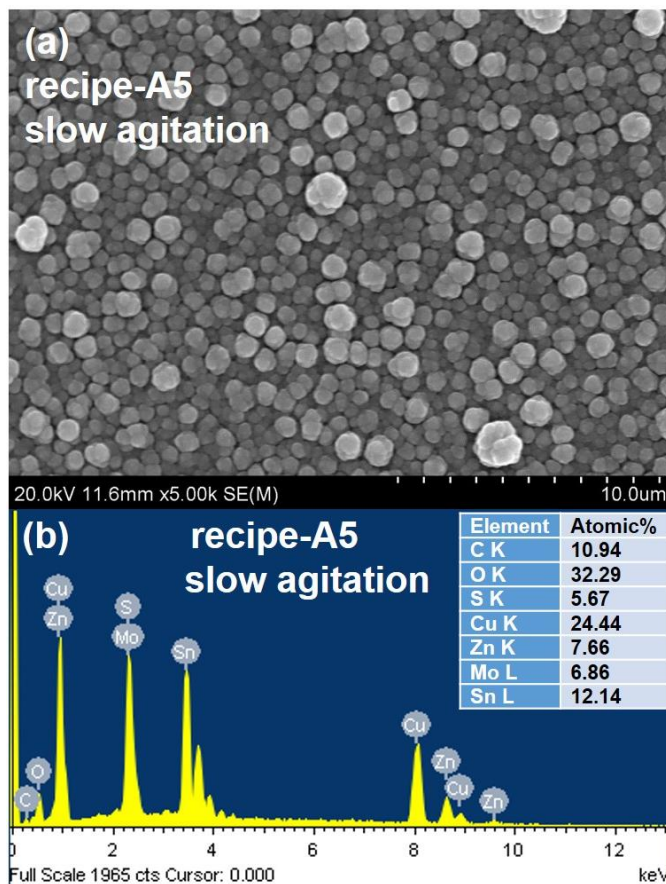 (a)
recipe-A5
slow agitation
20.0kV 11.6mm x5.00k SE(M) 10.0um
(b) recipe-A5
slow agitation
Element Atomic%
C K 10.94
O K 32.29
S K 5.67
Cu K 24.44
Zn K 7.66
Mo L 6.86
Sn L 12.14
Cu
Zn
S
Mo
Sn
Cu
Zn
Cu
Zn
O
C
0 2 4 6 8 10 12
Full Scale 1965 cts Cursor: 0.000 keV